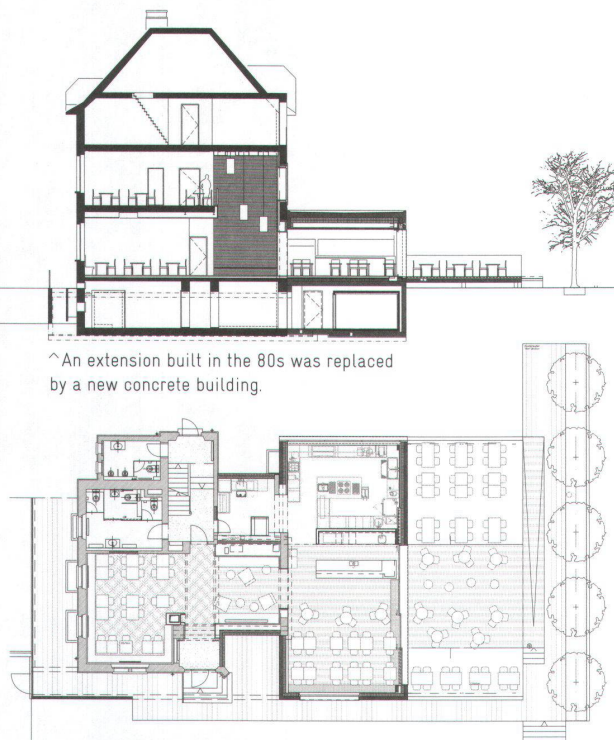 ^An extension built in the 80s was replaced
by a new concrete building.